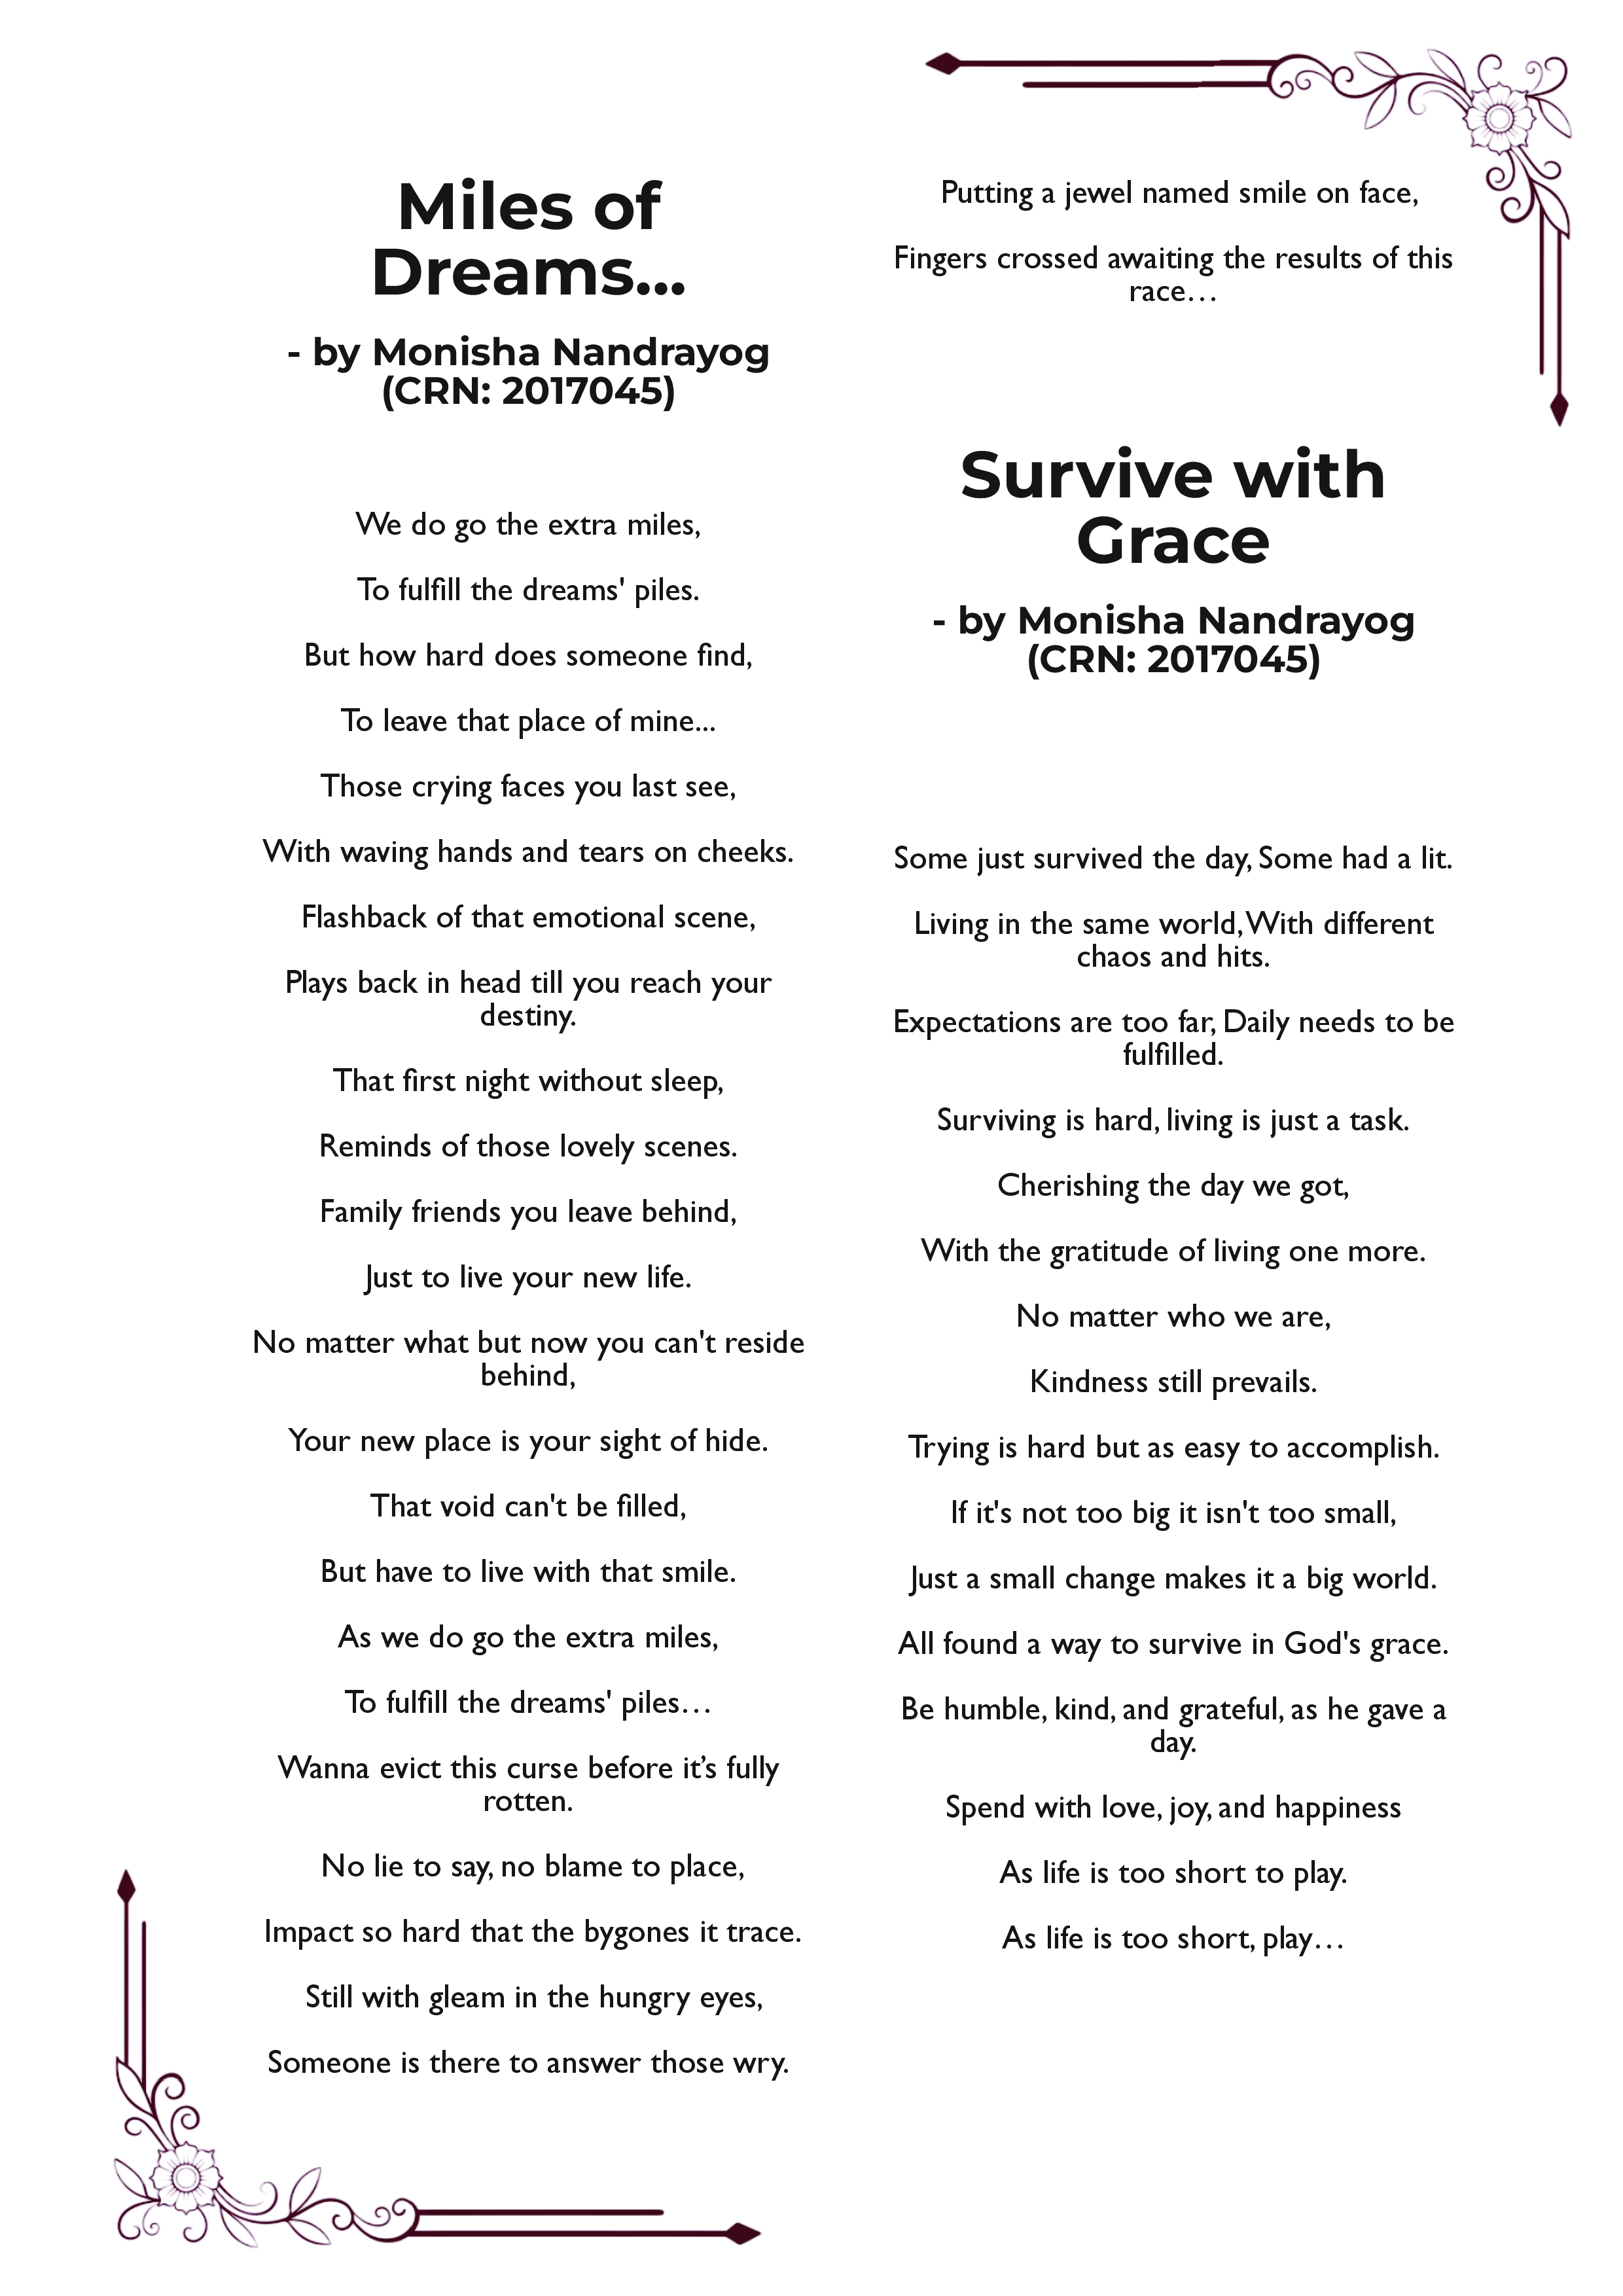 Miles of
Dreams...
- by Monisha Nandrayog
(CRN: 2017045)
We do go the extra miles,
To fulfill the dreams' piles.
But how hard does someone find,
To leave that place of mine...
Those crying faces you last see,
With waving hands and tears on cheeks.
Flashback of that emotional scene,
Plays back in head till you reach your
destiny.
That first night without sleep,
Reminds of those lovely scenes.
Family friends you leave behind,
Just to live your new life.
No matter what but now you can't reside
behind,
Your new place is your sight of hide.
That void can't be filled,
But have to live with that smile.
As we do go the extra miles,
To fulfill the dreams' piles…
Wanna evict this curse before it’s fully
rotten.
No lie to say, no blame to place,
Impact so hard that the bygones it trace.
Still with gleam in the hungry eyes,
Someone is there to answer those wry.
Putting a jewel named smile on face,
Fingers crossed awaiting the results of this
race…
Survive with
Grace
- by Monisha Nandrayog
(CRN: 2017045)
Some just survived the day, Some had a lit.
Living in the same world, With different
chaos and hits.
Expectations are too far, Daily needs to be
fulfilled.
Surviving is hard, living is just a task.
Cherishing the day we got,
With the gratitude of living one more.
No matter who we are,
Kindness still prevails.
Trying is hard but as easy to accomplish.
If it's not too big it isn't too small,
Just a small change makes it a big world.
All found a way to survive in God's grace.
Be humble, kind, and grateful, as he gave a
day.
Spend with love, joy, and happiness
As life is too short to play.
As life is too short, play…